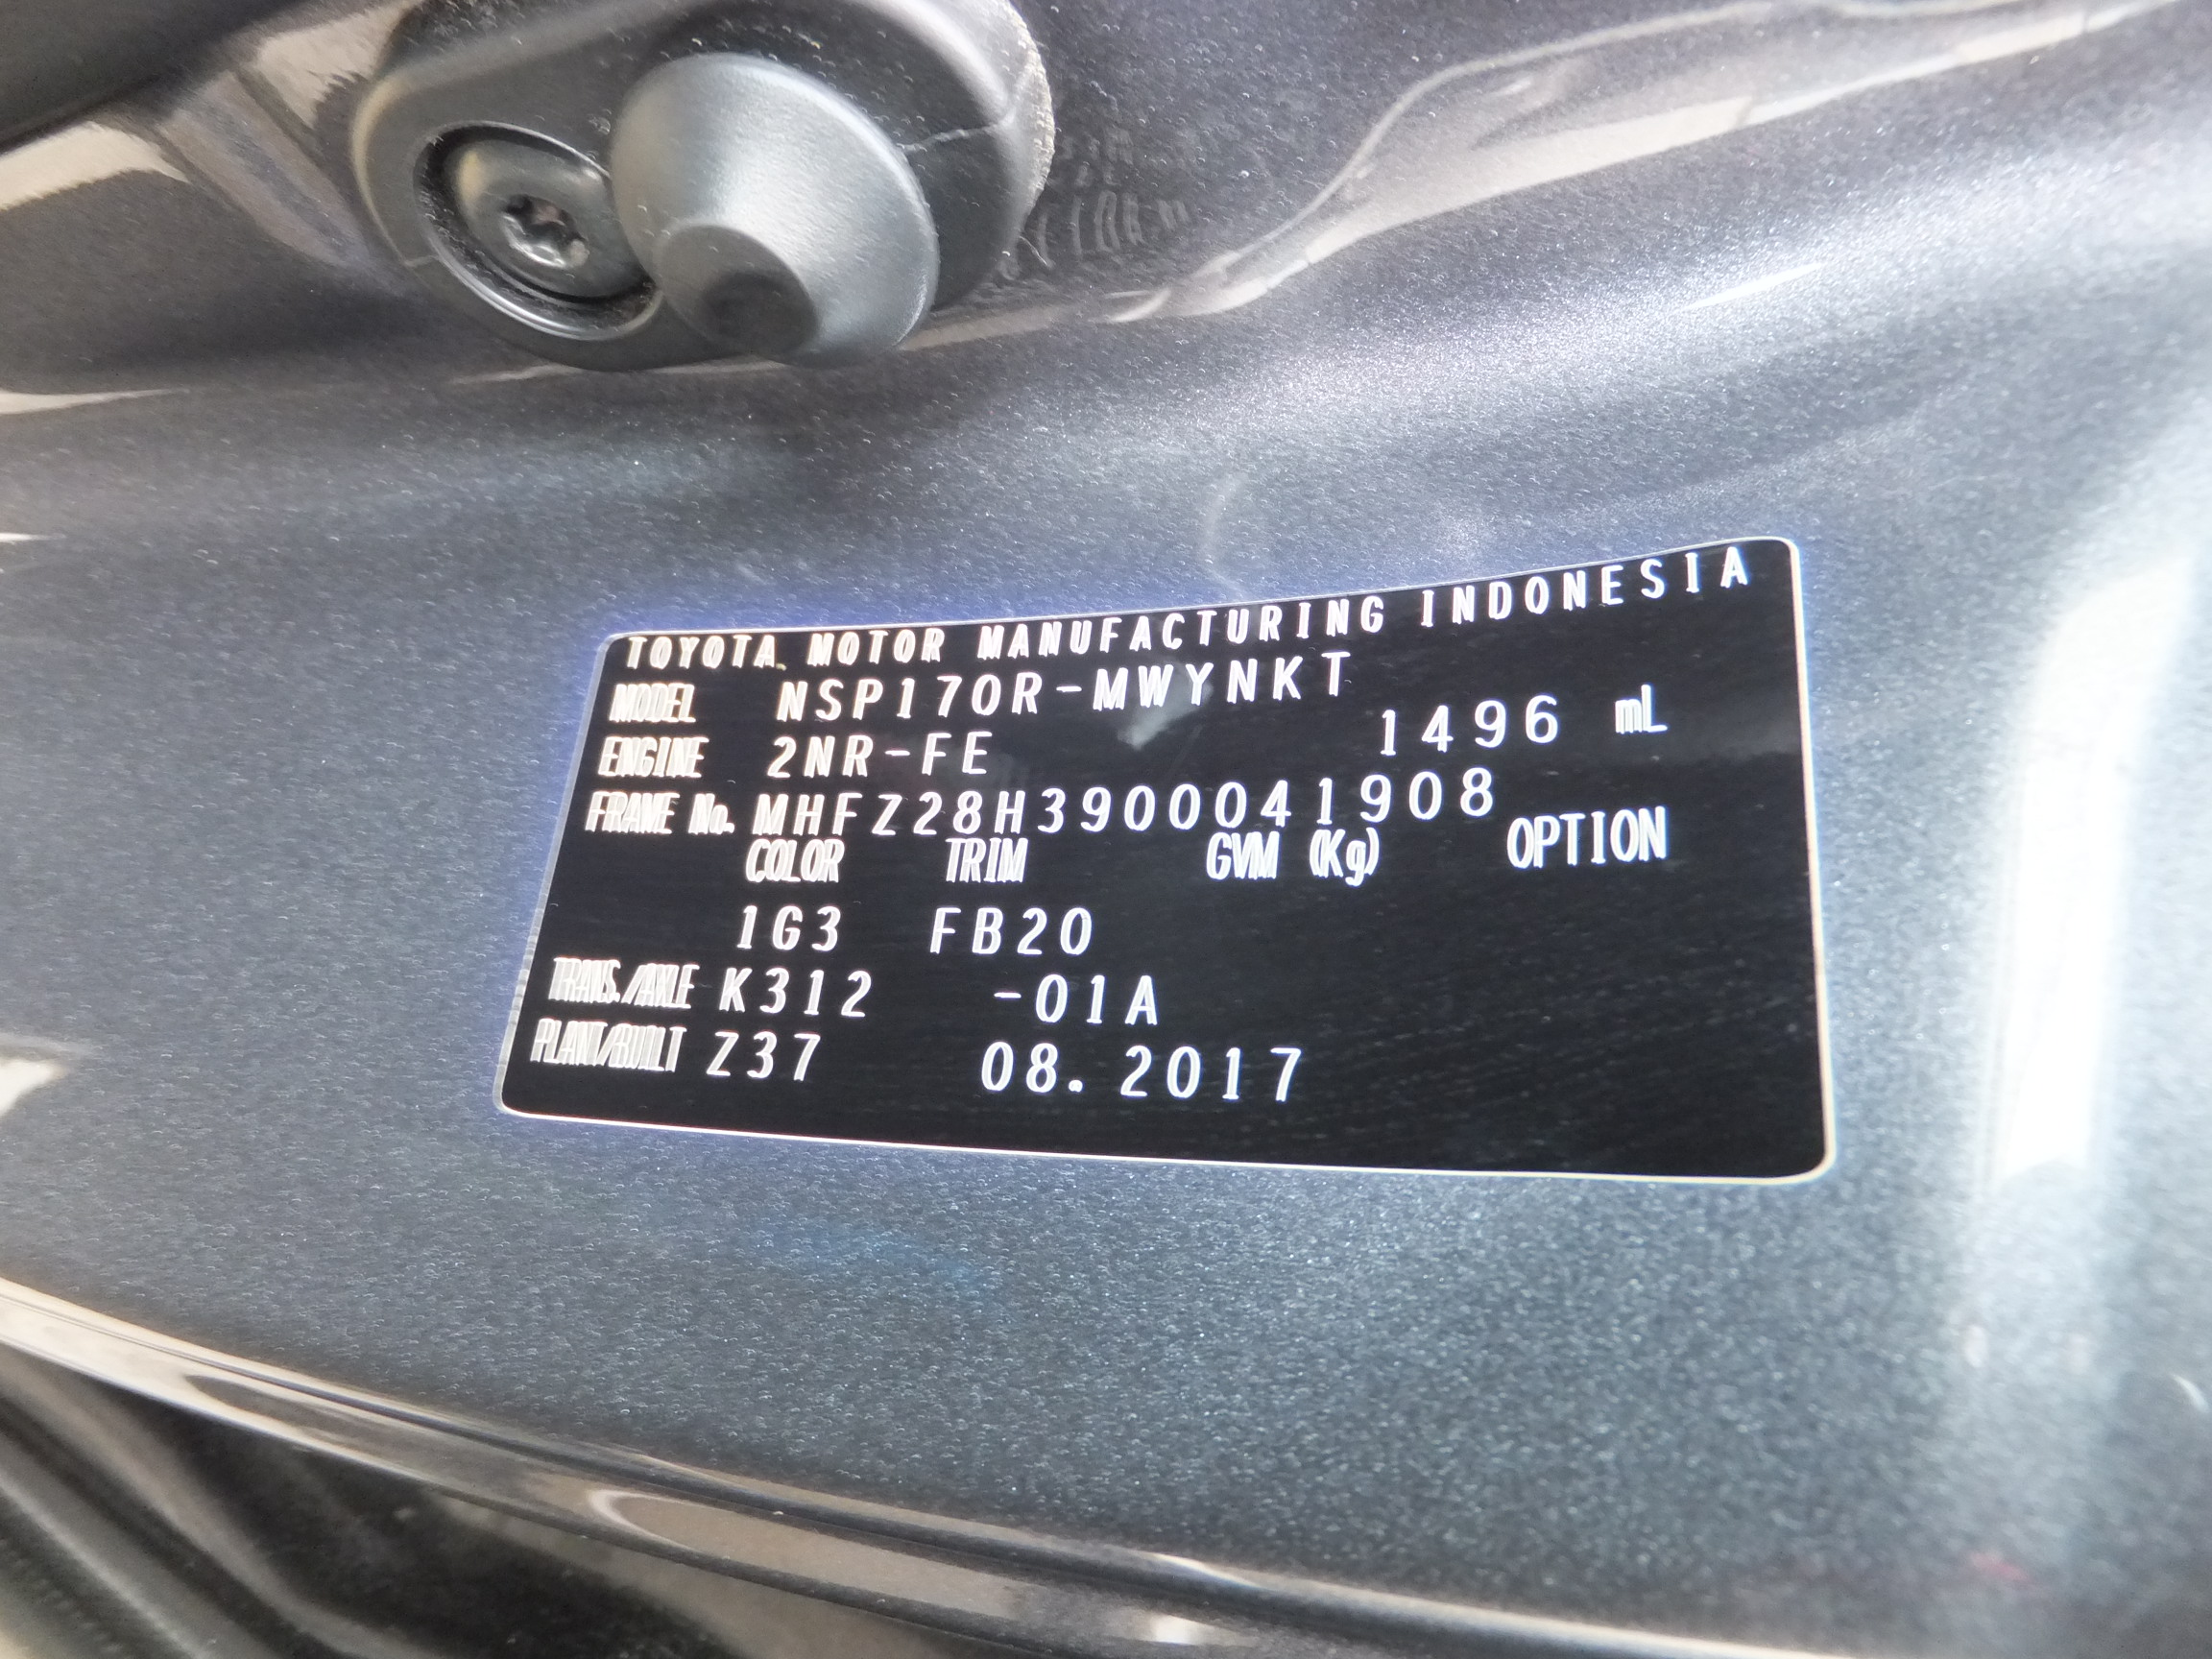 TOYOTA MOTOR MANUFACTURING INDONESIA
MODEL NSP170R-MWYNKT
ENGINE 2NR-FE 1496 mL
FRAME No. MHFZ28H3900041908
COLOR TRIM GVM (Kg) OPTION
1G3 FB20
TRANS./AXLE K312 -01A
PLANT/BUILT Z37 08.2017